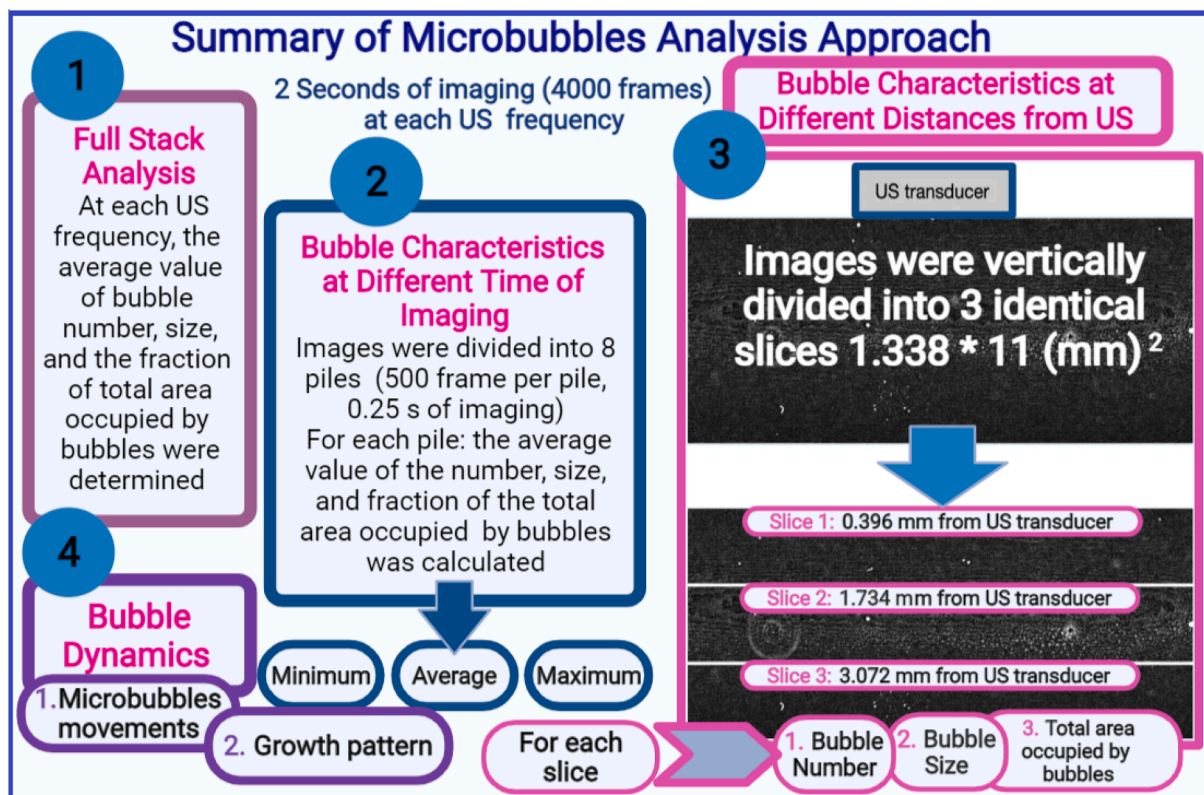 Summary of Microbubbles Analysis Approach
2 Seconds of imaging (4000 frames)
at each US frequency
1
Full Stack
Analysis
At each US
frequency, the
average value
of bubble
number, size,
and the fraction
of total area
occupied by
bubbles were
determined
2
Bubble Characteristics
at Different Time of
Imaging
Images were divided into 8
piles (500 frame per pile,
0.25 s of imaging)
For each pile: the average
value of the number, size,
and fraction of the total
area occupied by bubbles
was calculated
Minimum
Average
Maximum
Bubble Characteristics at
Different Distances from US
3
US transducer
Images were vertically
divided into 3 identical
slices 1.338 * 11 (mm) 2
Slice 1: 0.396 mm from US transducer
Slice 2: 1.734 mm from US transducer
Slice 3: 3.072 mm from US transducer
For each
slice
1. Bubble
Number
2. Bubble
Size
3. Total area
occupied by
bubbles
4
Bubble
Dynamics
1.Microbubbles
movements
2. Growth pattern